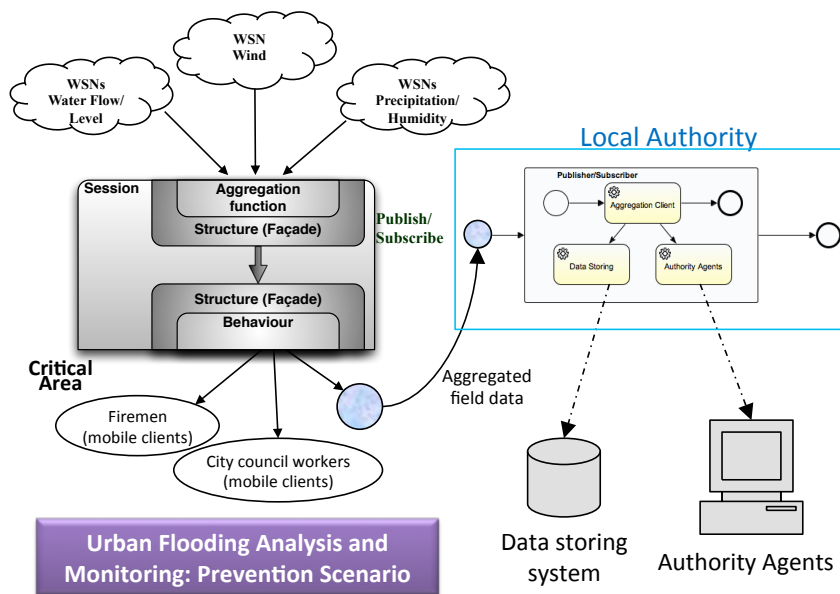 WSN
Wind
WSNs
Water Flow/
Level
WSNs
Precipitation/
Humidity
Local Authority
Session
Aggregation
function
Structure (Façade)
Publish/
Subscribe
Structure (Façade)
Behaviour
Critical
Area
Publisher/Subscriber
Aggregation Client
Data Storing
Authority Agents
Aggregated
field data
Firemen
(mobile clients)
City council workers
(mobile clients)
Data storing
system
Authority Agents
Urban Flooding Analysis and
Monitoring: Prevention Scenario